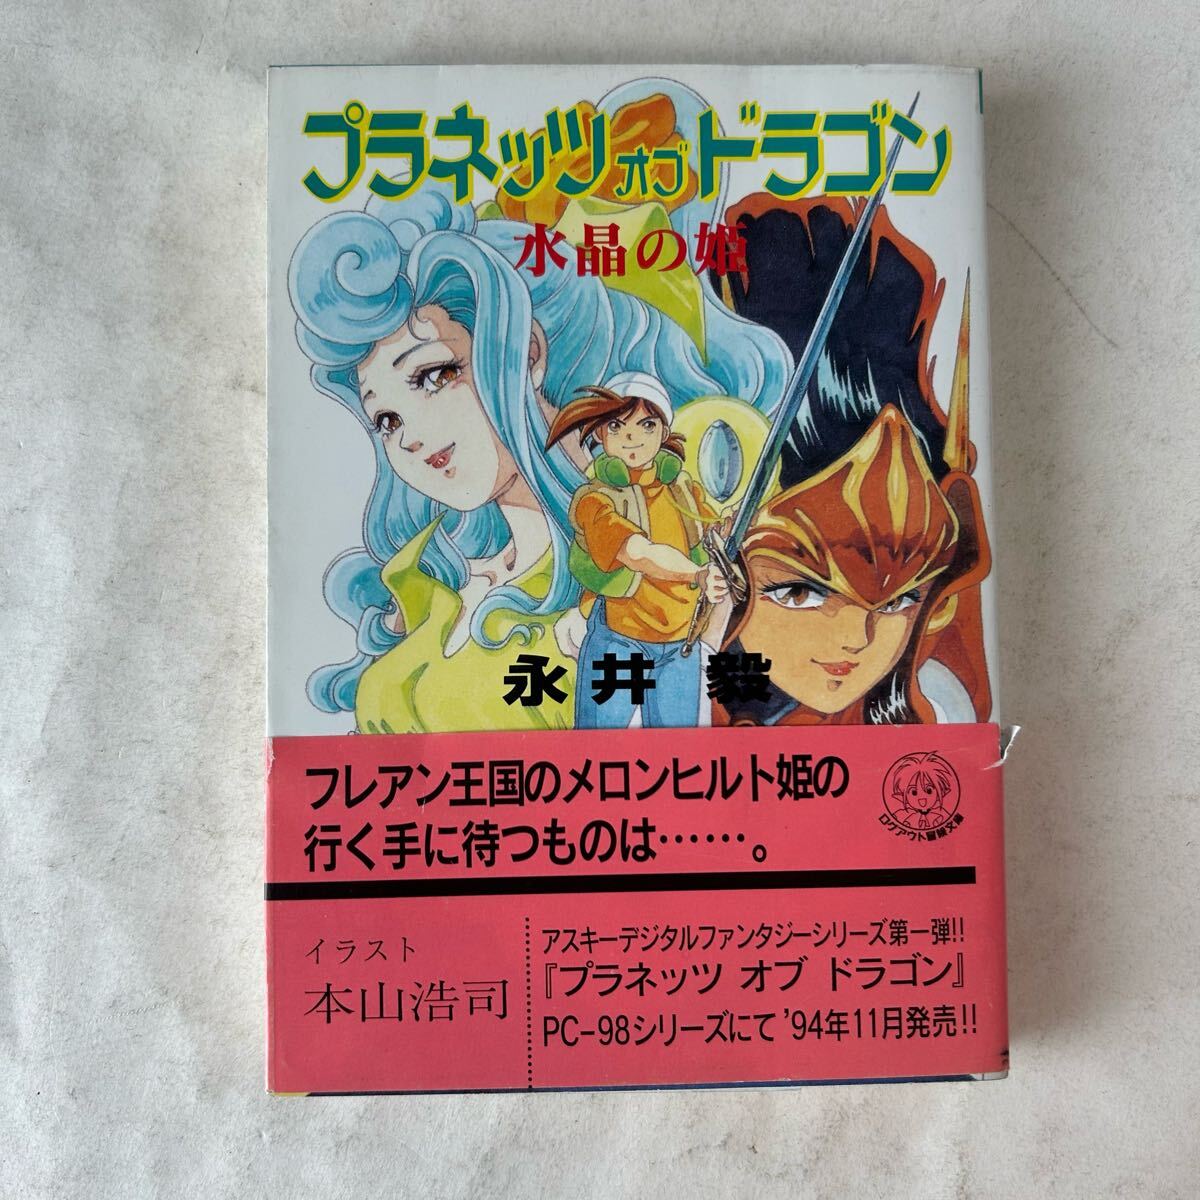 プラネッツ オブ ドラゴン
水晶の姫
永井 毅
フレアン王国のメロンヒルト姫の
行く手に待つものは……。
ログアウト冒険文庫
イラスト
本山浩司
アスキーデジタルファンタジーシリーズ第一弾!!
『プラネッツ オブ ドラゴン』
PC-98シリーズにて '94年11月発売!!